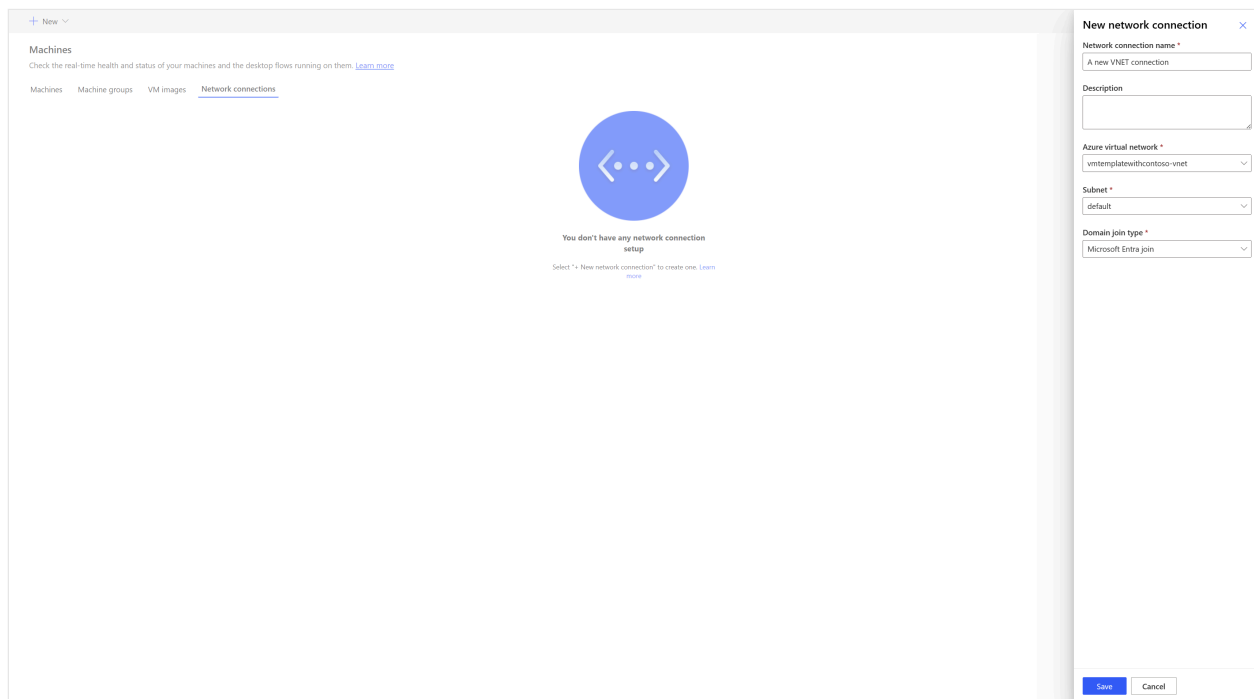 New
Machines
Check the real-time health and status of your machines and the desktop flows running on them. Learn more
Machines Machine groups VM images Network connections
You don't have any network connection
setup
Select "+ New network connection" to create one. Learn
more
New network connection
Network connection name *
A new VNET connection
Description
Azure virtual network *
vmtemplatewithcontoso-vnet
Subnet *
default
Domain join type *
Microsoft Entra join
Save Cancel